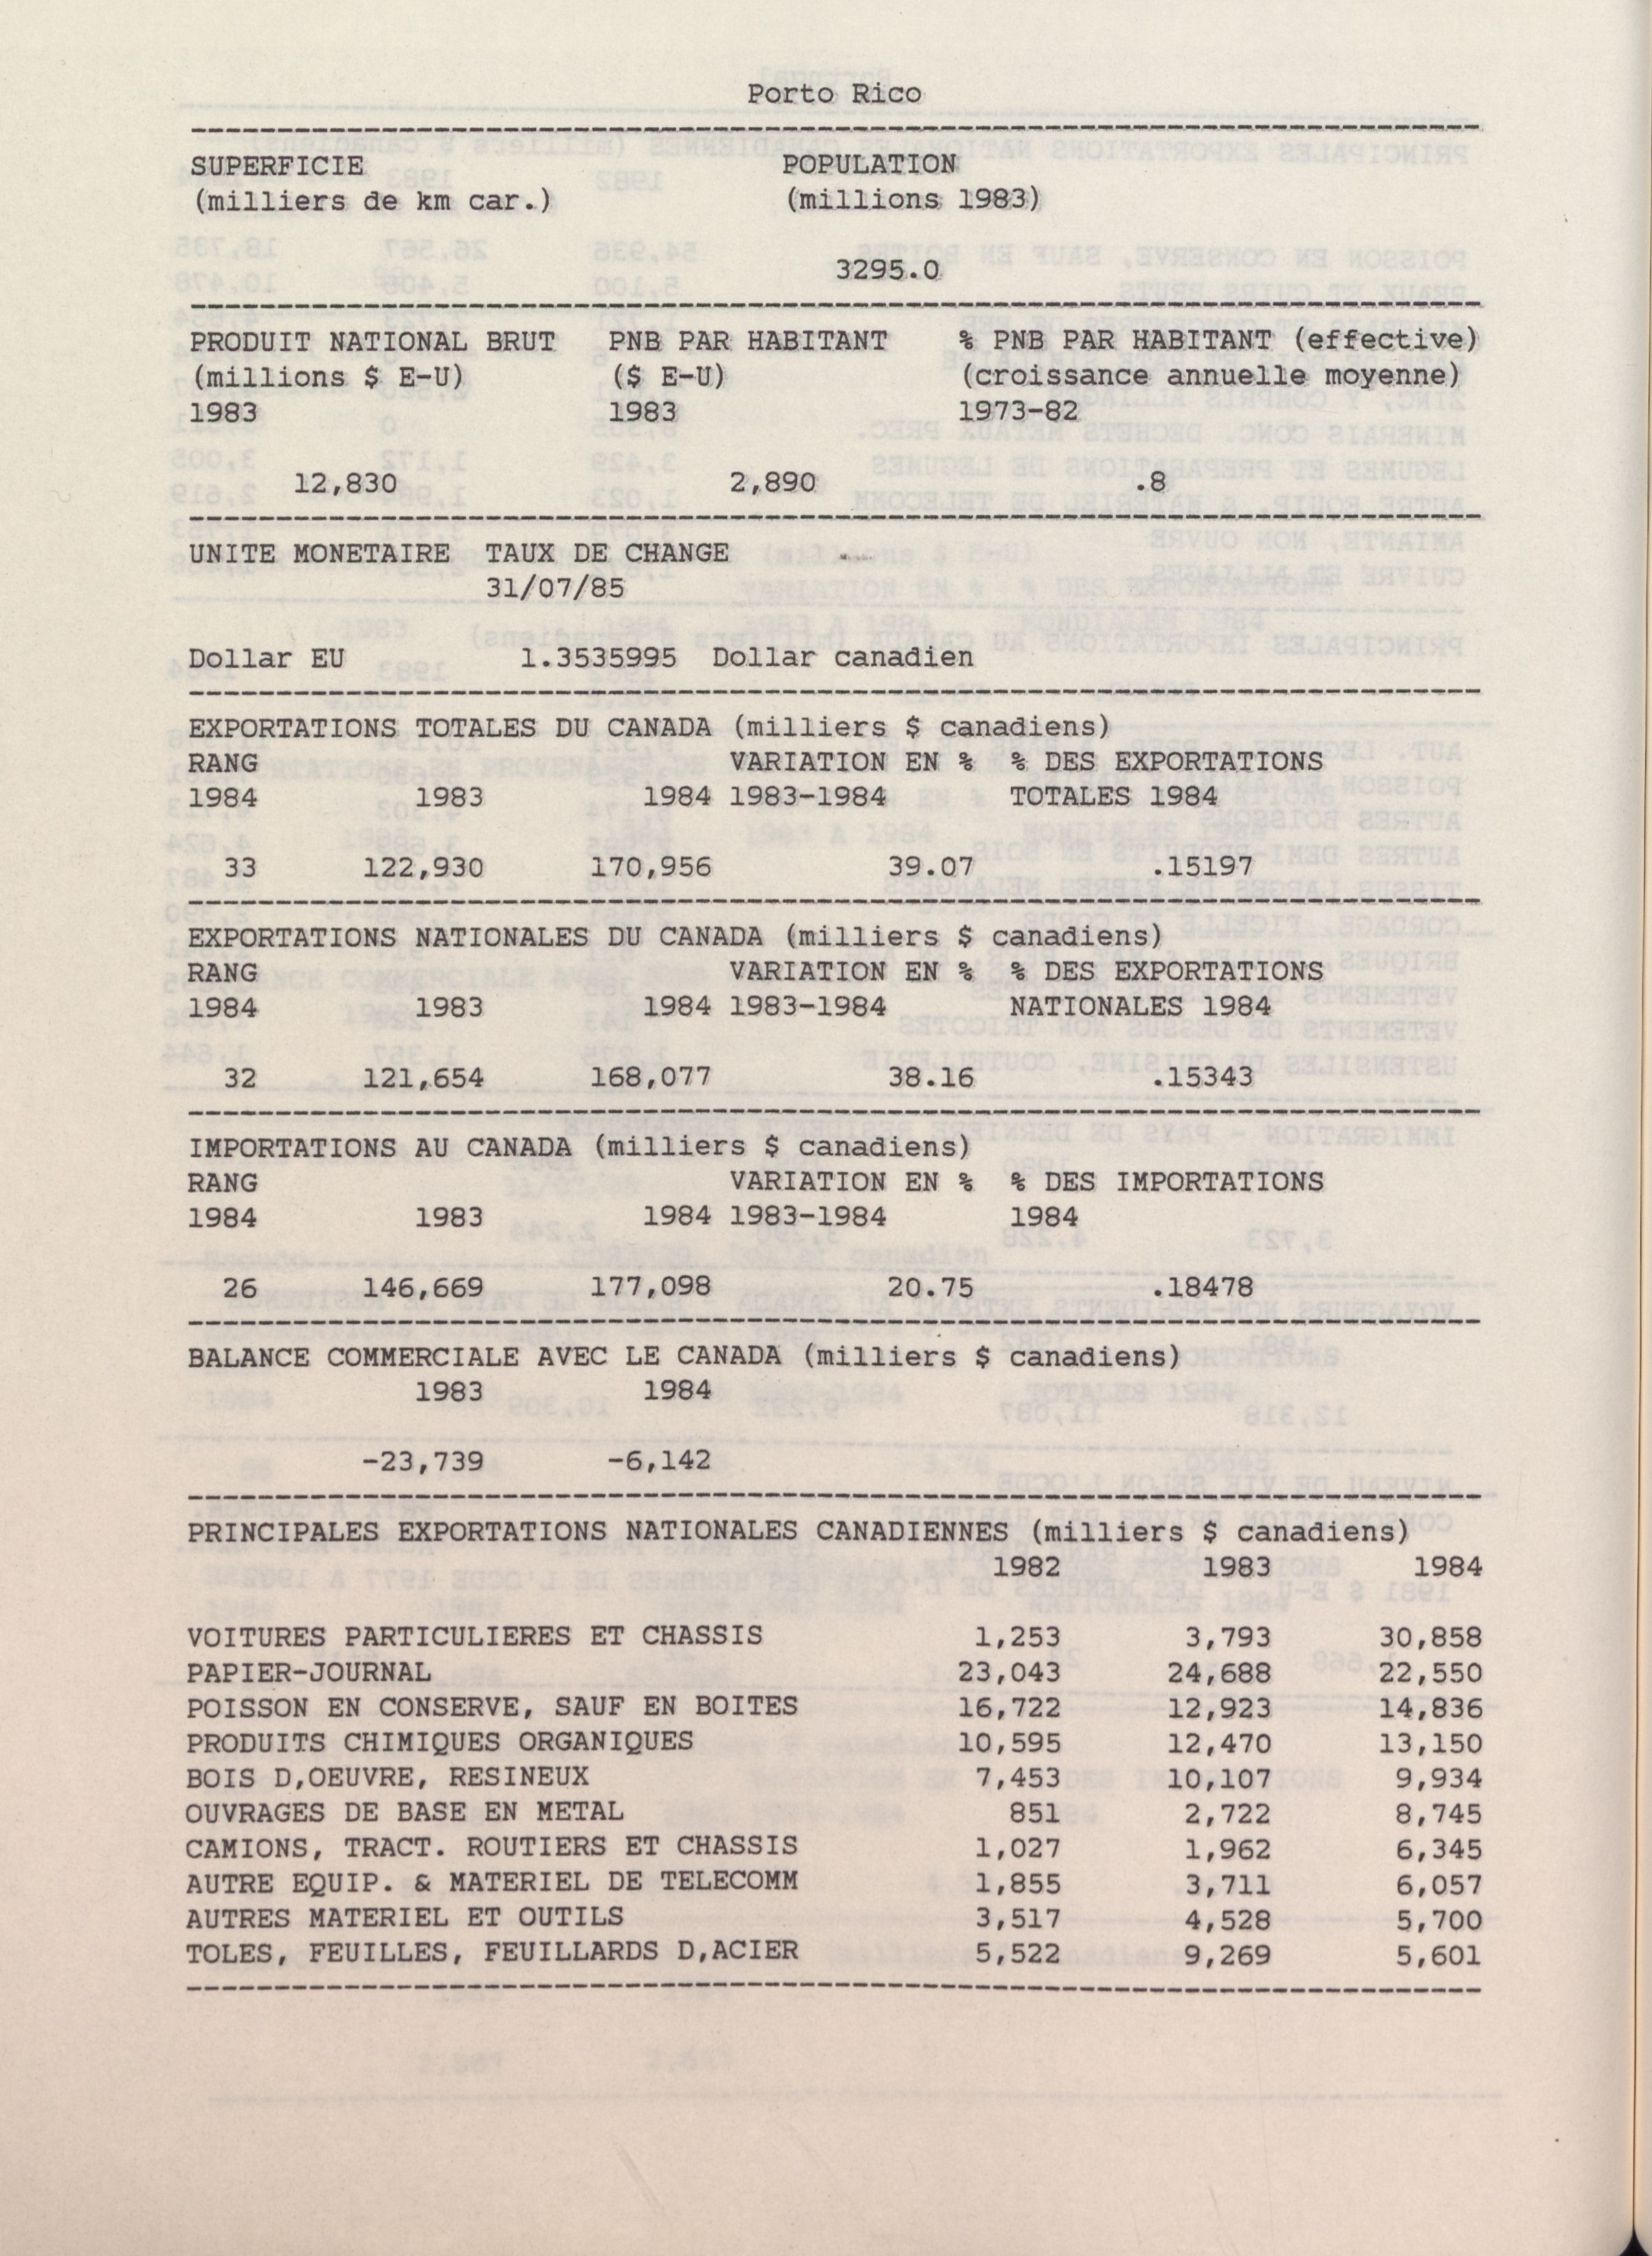 Porto Rico
SUPERFICIE POPULATION
(milliers de km car.) (millions 1983)
3295.0
PRODUIT NATIONAL BRUT PNB PAR HABITANT % PNB PAR HABITANT (effective)
(millions $ E-U) ($ E-U) (croissance annuelle moyenne)
1983 1983 1973-82
12,830 2,890 .8
UNITE MONETAIRE TAUX DE CHANGE
31/07/85
Dollar EU 1.3535995 Dollar canadien
EXPORTATIONS TOTALES DU CANADA (milliers $ canadiens)
RANG VARIATION EN % % DES EXPORTATIONS
1984 1983 1984 1983-1984 TOTALES 1984
33 122,930 170,956 39.07 .15197
EXPORTATIONS NATIONALES DU CANADA (milliers $ canadiens)
RANG VARIATION EN % % DES EXPORTATIONS
1984 1983 1984 1983-1984 NATIONALES 1984
32 121,654 168,077 38.16 .15343
IMPORTATIONS AU CANADA (milliers $ canadiens)
RANG VARIATION EN % % DES IMPORTATIONS
1984 1983 1984 1983-1984 1984
26 146,669 177,098 20.75 .18478
BALANCE COMMERCIALE AVEC LE CANADA (milliers $ canadiens)
1983 1984
-23,739 -6,142
PRINCIPALES EXPORTATIONS NATIONALES CANADIENNES (milliers $ canadiens)
1982 1983 1984
VOITURES PARTICULIERES ET CHASSIS 1,253 3,793 30,858
PAPIER-JOURNAL 23,043 24,688 22,550
POISSON EN CONSERVE, SAUF EN BOITES 16,722 12,923 14,836
PRODUITS CHIMIQUES ORGANIQUES 10,595 12,470 13,150
BOIS D,OEUVRE, RESINEUX 7,453 10,107 9,934
OUVRAGES DE BASE EN METAL 851 2,722 8,745
CAMIONS, TRACT. ROUTIERS ET CHASSIS 1,027 1,962 6,345
AUTRE EQUIP. & MATERIEL DE TELECOMM 1,855 3,711 6,057
AUTRES MATERIEL ET OUTILS 3,517 4,528 5,700
TOLES, FEUILLES, FEUILLARDS D,ACIER 5,522 9,269 5,601